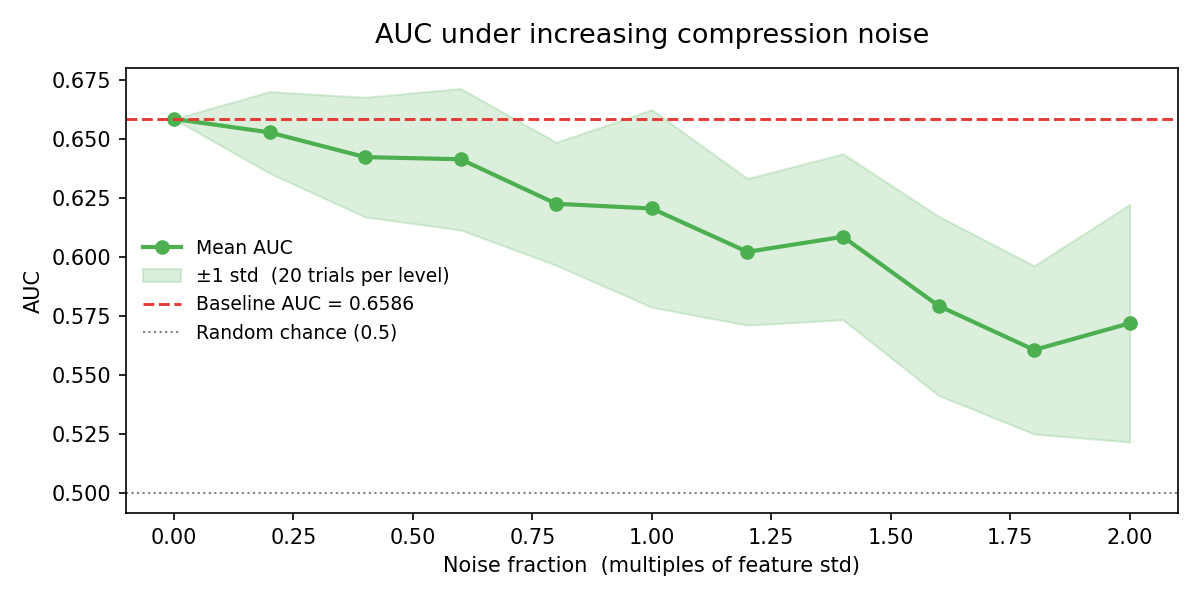 AUC under increasing compression noise
AUC
0.675
0.650
0.625
0.600
0.575
0.550
0.525
0.500
Mean AUC
±1 std  (20 trials per level)
Baseline AUC = 0.6586
Random chance (0.5)
0.00 0.25 0.50 0.75 1.00 1.25 1.50 1.75 2.00
Noise fraction  (multiples of feature std)